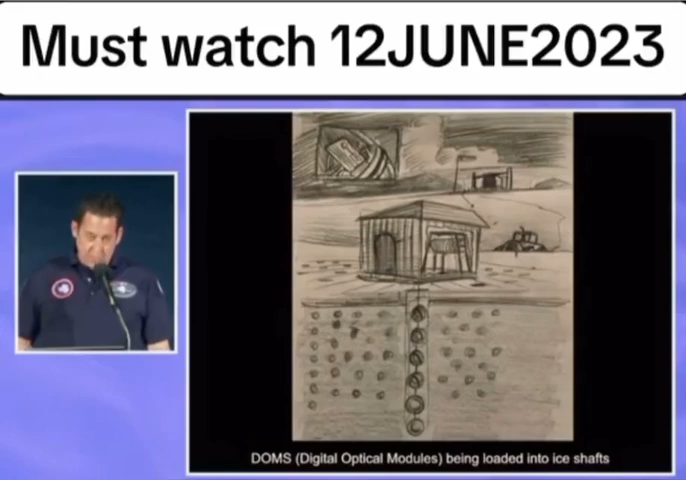 Must watch 12JUNE2023
DOMS (Digital Optical Modules) being loaded into ice shafts